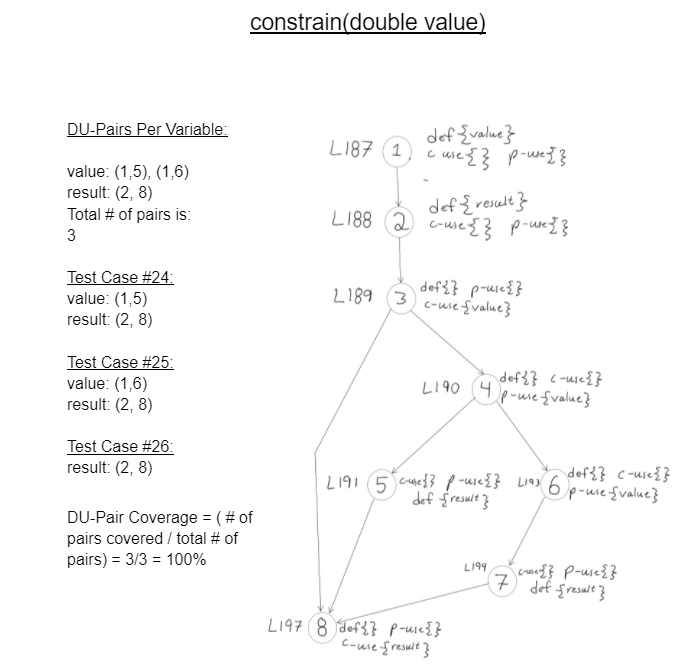 constrain(double value)
DU-Pairs Per Variable:
value: (1,5), (1,6)
result: (2, 8)
Total # of pairs is:
3
Test Case #24:
value: (1,5)
result: (2, 8)
Test Case #25:
value: (1,6)
result: (2, 8)
Test Case #26:
result: (2, 8)
DU-Pair Coverage = ( # of
pairs covered / total # of
pairs) = 3/3 = 100%
L187 1 def {value}
c use{} p-use{}
L188 2 def{result}
c-use{} p-use{}
L189 3 def{} p-use{}
c-use{value}
L190 4 def{} c-use{}
p-use{value}
L191 5 c-use{} p-use{}
def {result}
L193 6 def{} c-use{}
p-use {value}
L194 7 c-use{} p-use{}
def {result}
L197 8 def{} p-use{}
c-use{result}